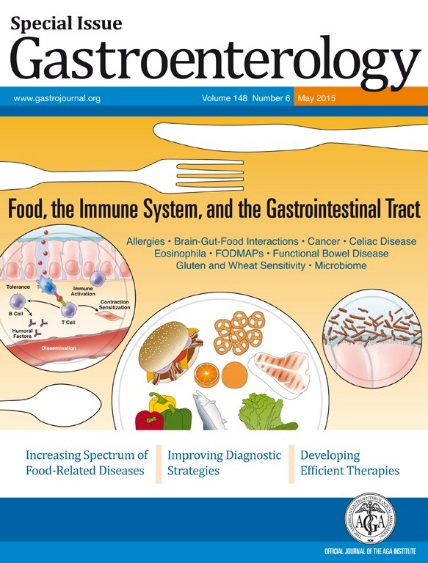 Special Issue
Gastroenterology
www.gastrojournal.org Volume 148 Number 6 May 2015
Food, the Immune System, and the Gastrointestinal Tract
Allergies • Brain-Gut-Food Interactions • Cancer • Celiac Disease
Eosinophila • FODMAPs • Functional Bowel Disease
Gluten and Wheat Sensitivity • Microbiome
Tolerance
Immune
Activation
B Cell
T Cell
Contraction
Sensitization
Humoral
Factors
Dissemination
Increasing Spectrum of
Food-Related Diseases
Improving Diagnostic
Strategies
Developing
Efficient Therapies
AGA
OFFICIAL JOURNAL OF THE AGA INSTITUTE